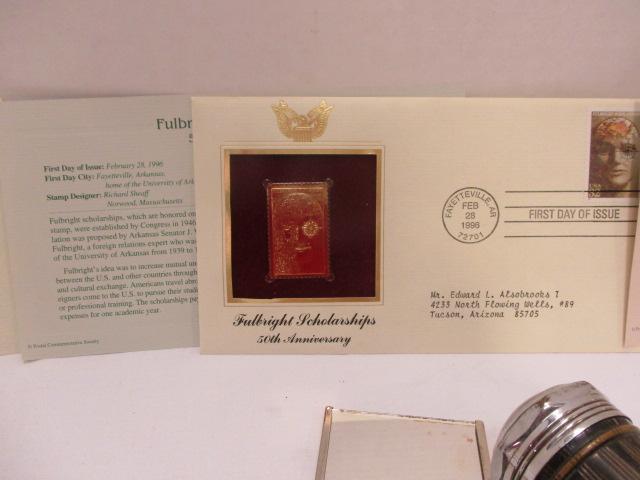 Fulbr
First Day of Issue: February 28, 1996
First Day City: Fayetteville, Arkansas,
home of the University of Ark
Stamp Designer: Richard Sheaff
Norwood, Massachusetts
Fulbright scholarships, which are honored on
stamp, were established by Congress in 1946
lation was proposed by Arkansas Senator J. W
Fulbright, a foreign relations expert who was
of the University of Arkansas from 1939 to 1
Fulbright's idea was to increase mutual un
between the U.S. and other countries through
and cultural exchange. Americans travel abro
eigners come to the U.S. to pursue their stud
or professional training. The scholarships pay
expenses for one academic year.
© Postal Commemorative Society
Fulbright Scholarships
50th Anniversary
FAYETTEVILLE, AR
FEB
28
1996
72701
FIRST DAY OF ISSUE
Mr. Edward L. Alsobrooks T
4233 North Flowing Wells, #89
Tucson, Arizona 85705